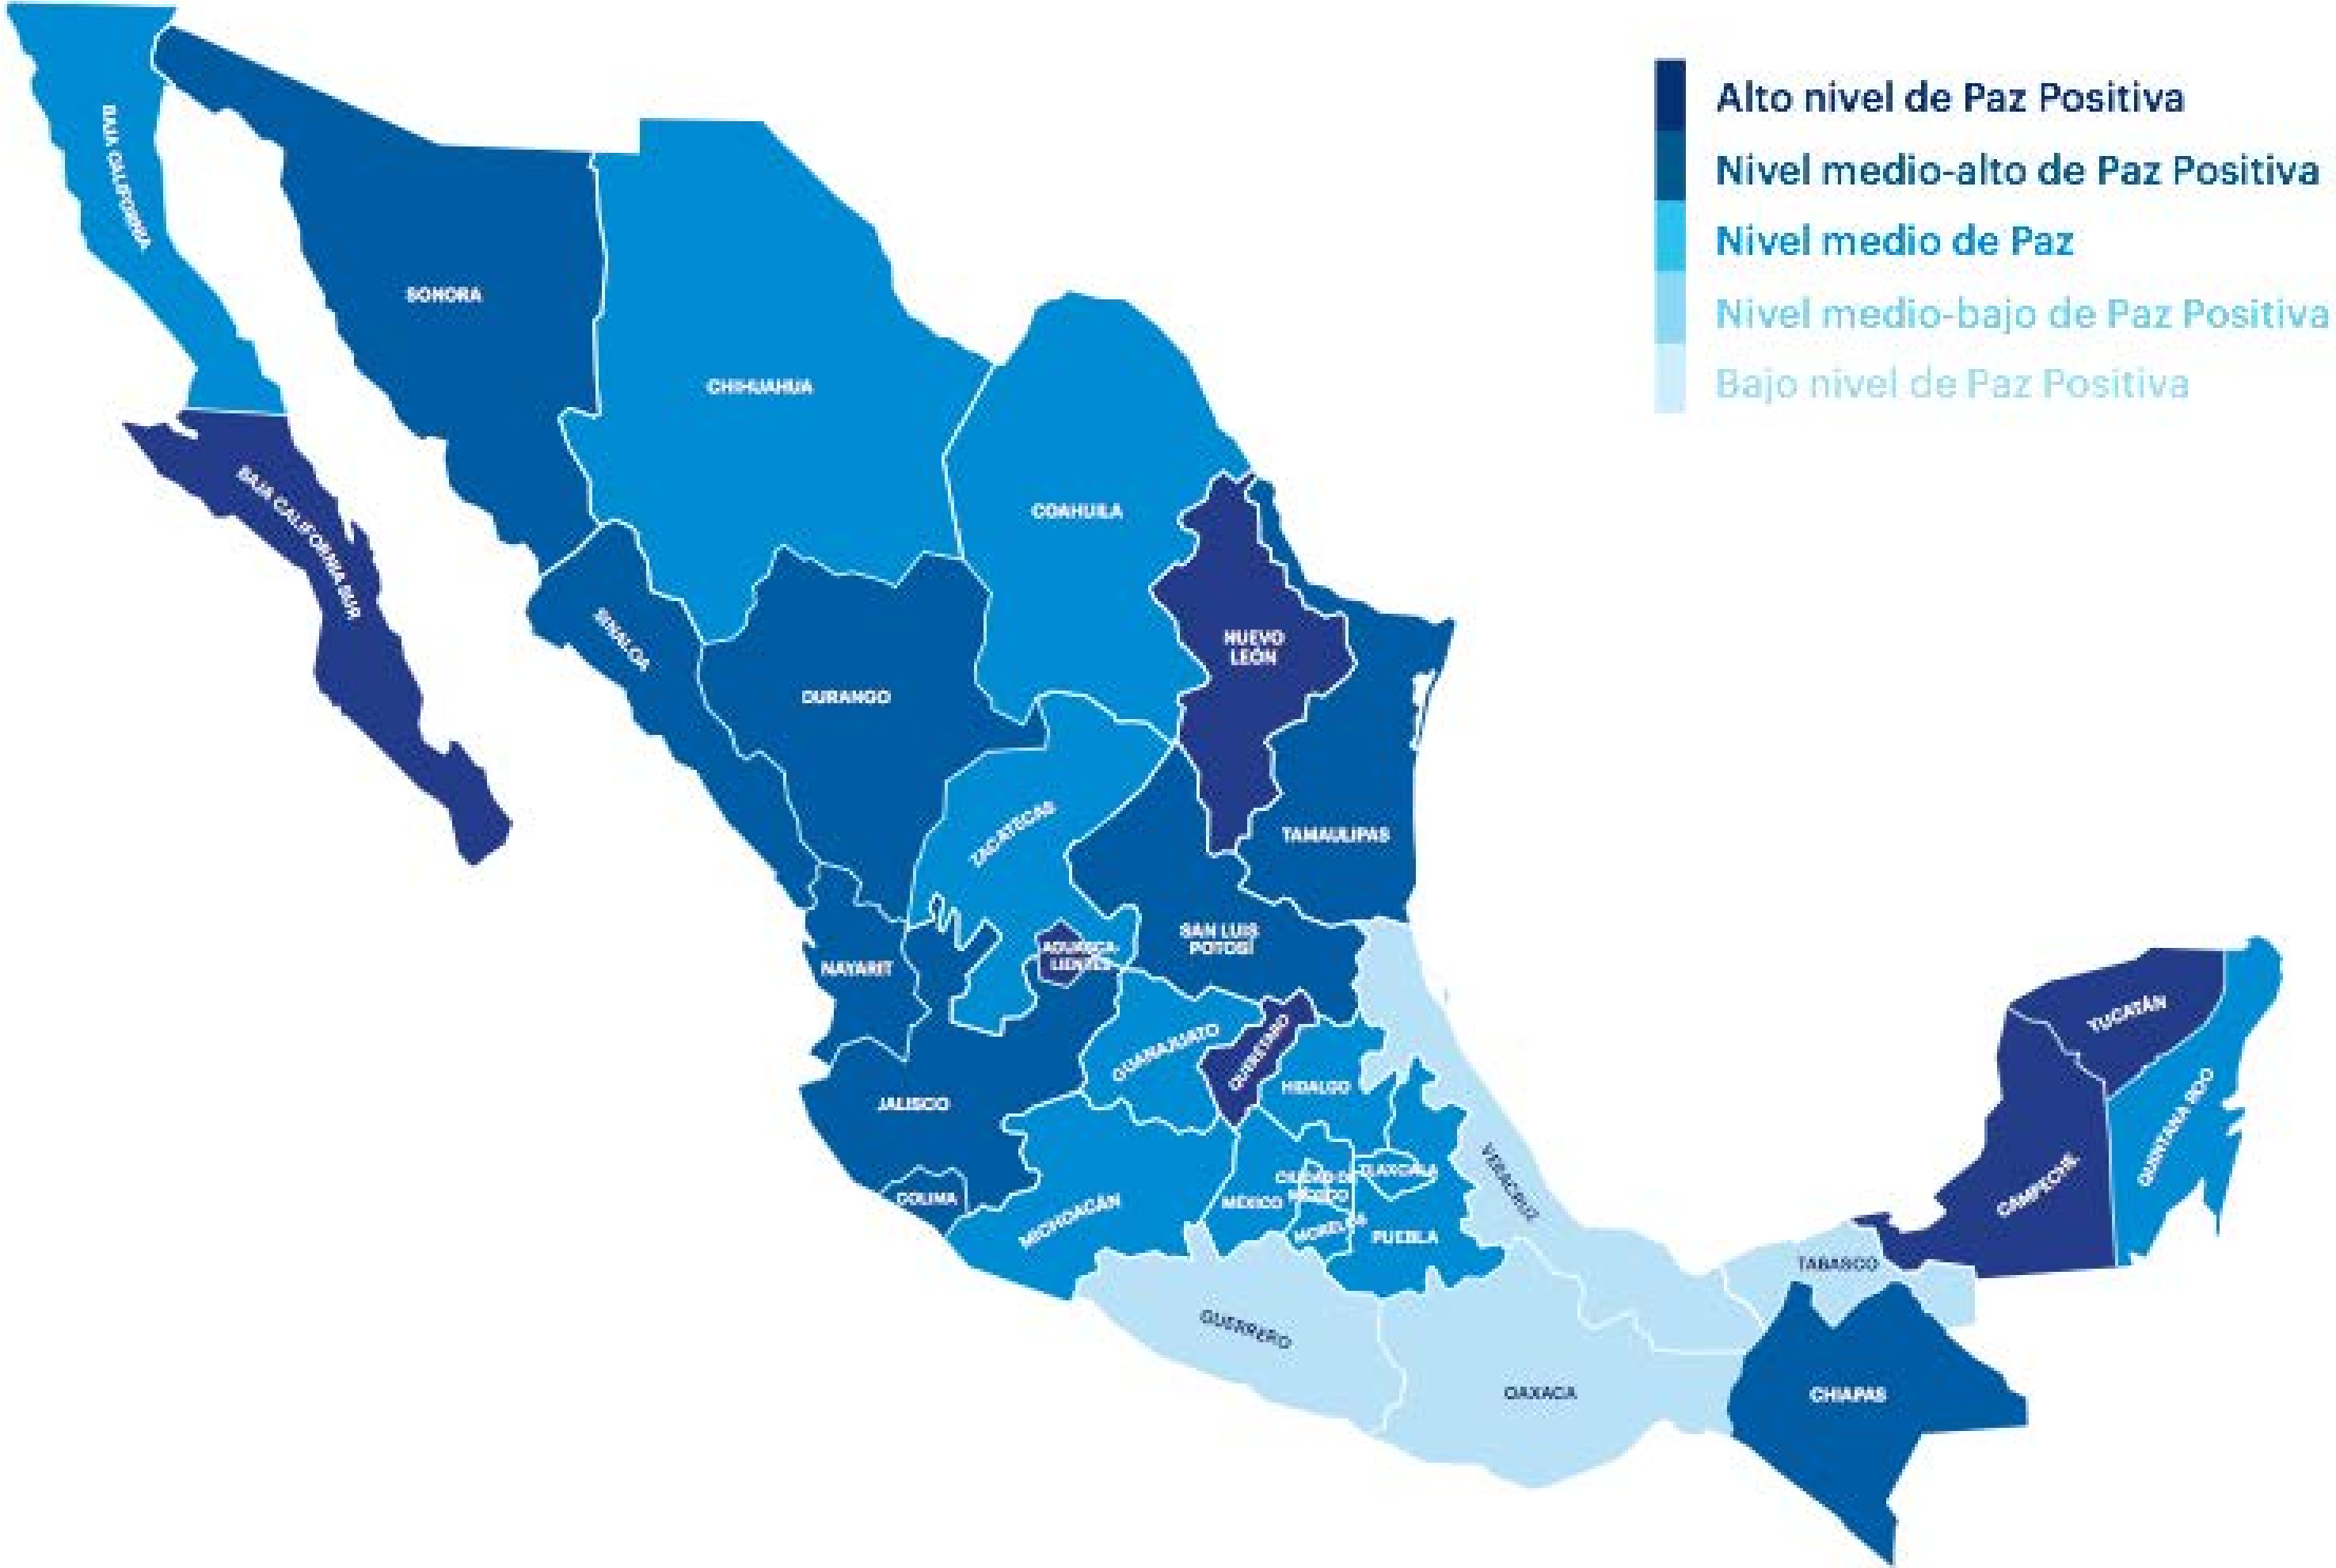 Alto nivel de Paz Positiva
Nivel medio-alto de Paz Positiva
Nivel medio de Paz
Nivel medio-bajo de Paz Positiva
Bajo nivel de Paz Positiva
BAJA CALIFORNIA
SONORA
CHIHUAHUA
COAHUILA
BAJA CALIFORNIA SUR
SINALOA
DURANGO
NUEVO
LEÓN
TAMAULIPAS
ZACATECAS
SAN LUIS
POTOSÍ
AGUASCA-
LIENTES
NAYARIT
JALISCO
COLIMA
GUANAJUATO
QUERÉTARO
HIDALGO
MICHOACÁN
MÉXICO
CIUDAD DE
MÉXICO
TLAXCALA
MORELOS
PUEBLA
VERACRUZ
GUERRERO
OAXACA
TABASCO
CHIAPAS
CAMPECHE
YUCATÁN
QUINTANA ROO